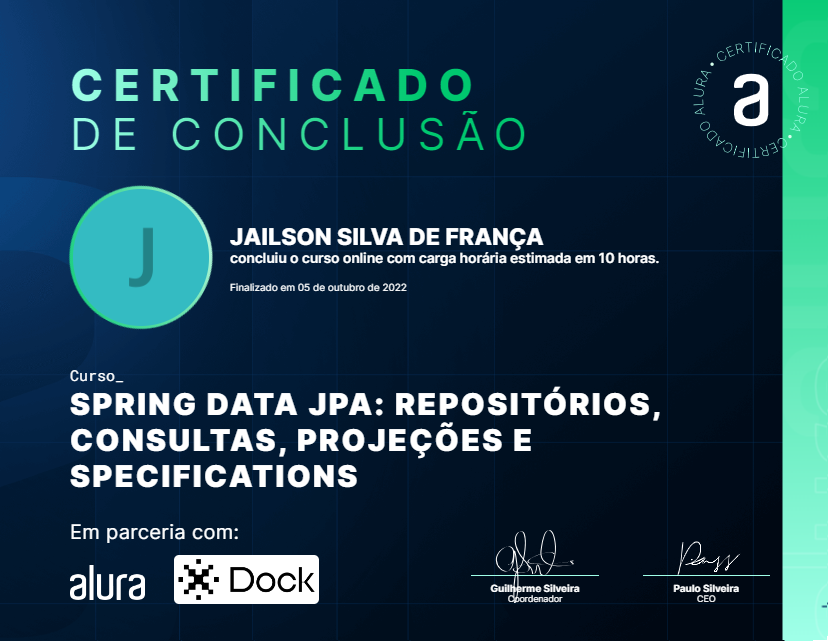 CERTIFICADO
DE CONCLUSÃO
CERTIFICADO ALURA • CERTIFICADO ALURA •
a
J
JAILSON SILVA DE FRANÇA
concluiu o curso online com carga horária estimada em 10 horas.
Finalizado em 05 de outubro de 2022
Curso_
SPRING DATA JPA: REPOSITÓRIOS,
CONSULTAS, PROJEÇÕES E
SPECIFICATIONS
Em parceria com:
alura
Dock
Guilherme Silveira
Coordenador
Paulo Silveira
CEO